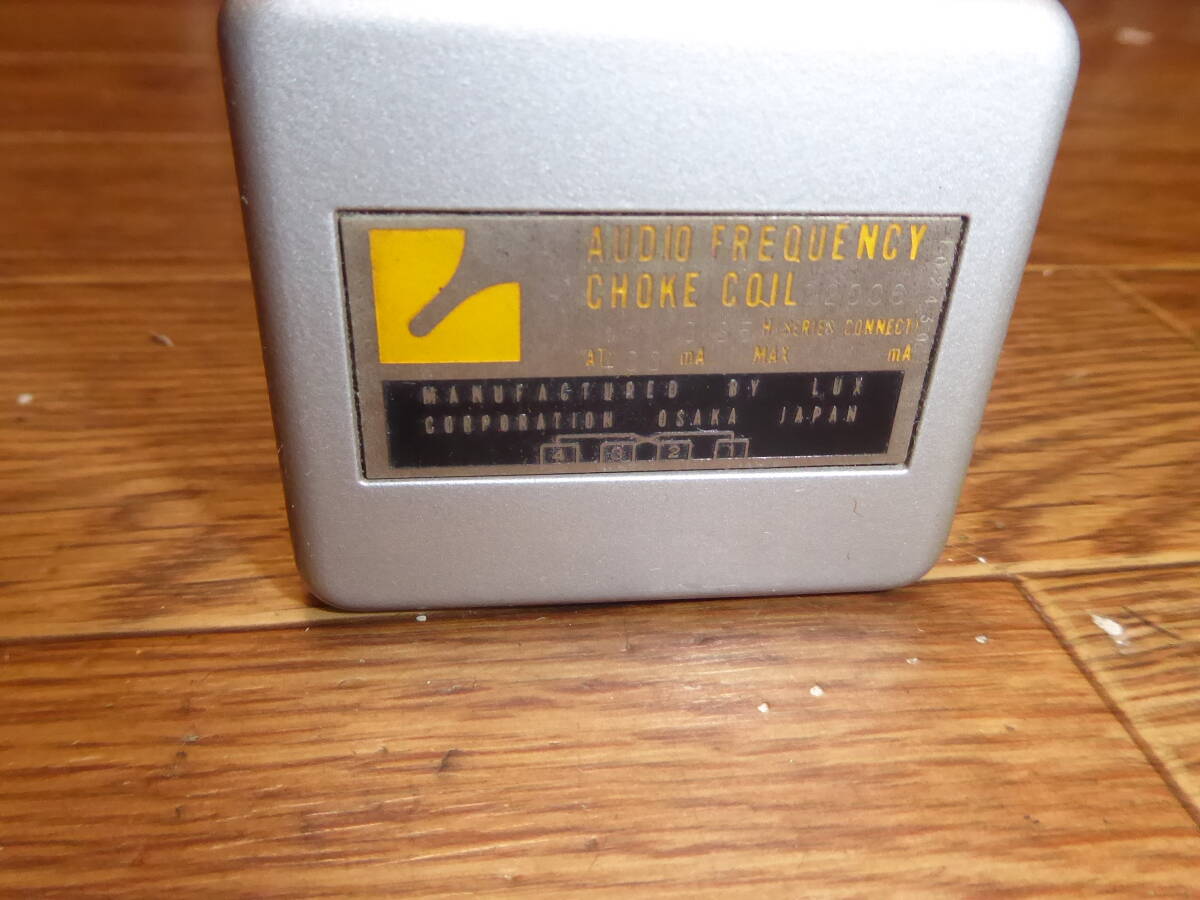 AUDIO FREQUENCY
CHOKE COIL
H SERIES CONNECT
AT mA MAX mA
MANUFACTURED BY LUX
CORPORATION OSAKA JAPAN
4 3 2 1